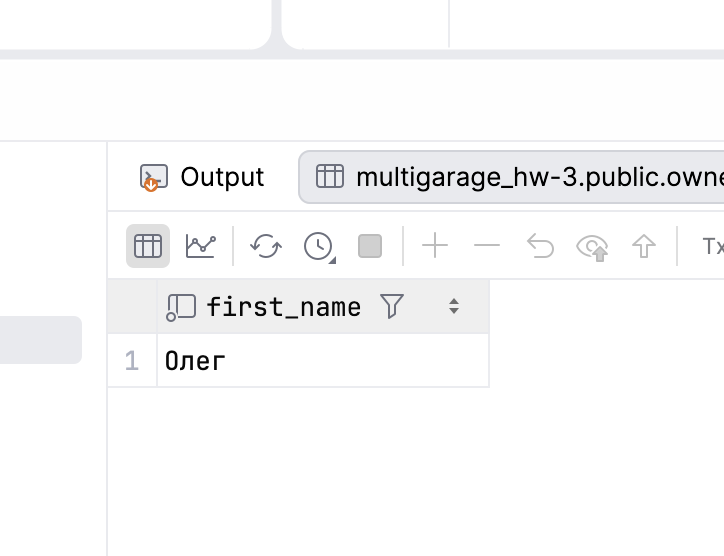 Output
multigarage_hw-3.public.owne
Tx
first_name
1
Олег